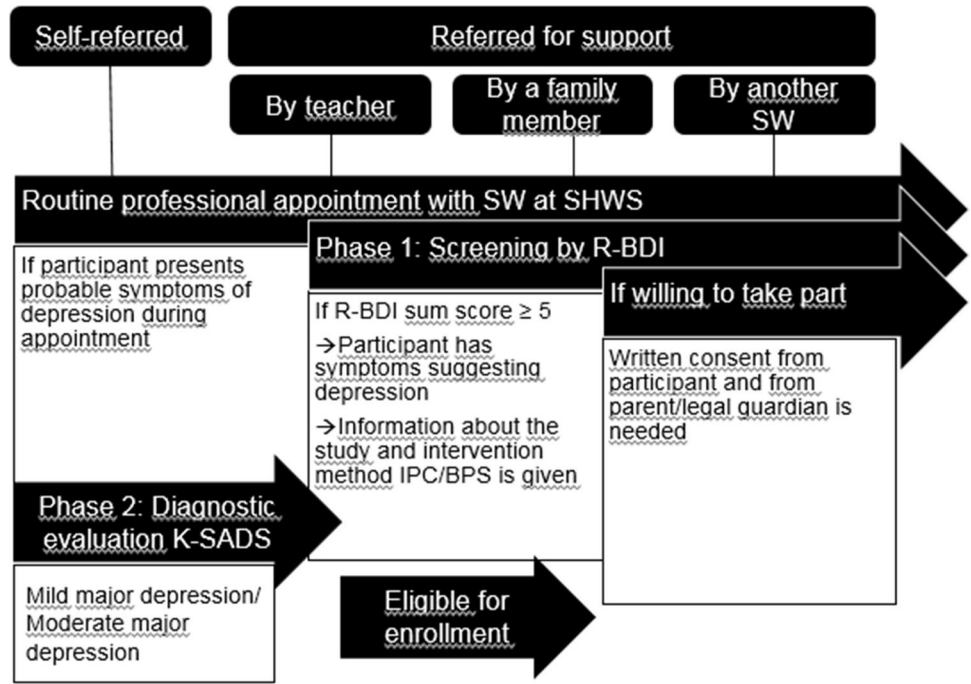 Self-referred
Referred for support
By teacher
By a family
member
By another
SW
Routine professional appointment with SW at SHWS
If participant presents
probable symptoms of
depression during
appointment
Phase 1: Screening by R-BDI
If R-BDI sum score ≥ 5
→Participant has
symptoms suggesting
depression
→Information about the
study and intervention
method IPC/BPS is given
If willing to take part
Written consent from
participant and from
parent/legal guardian is
needed
Phase 2: Diagnostic
evaluation K-SADS
Mild major depression/
Moderate major
depression
Eligible for
enrollment